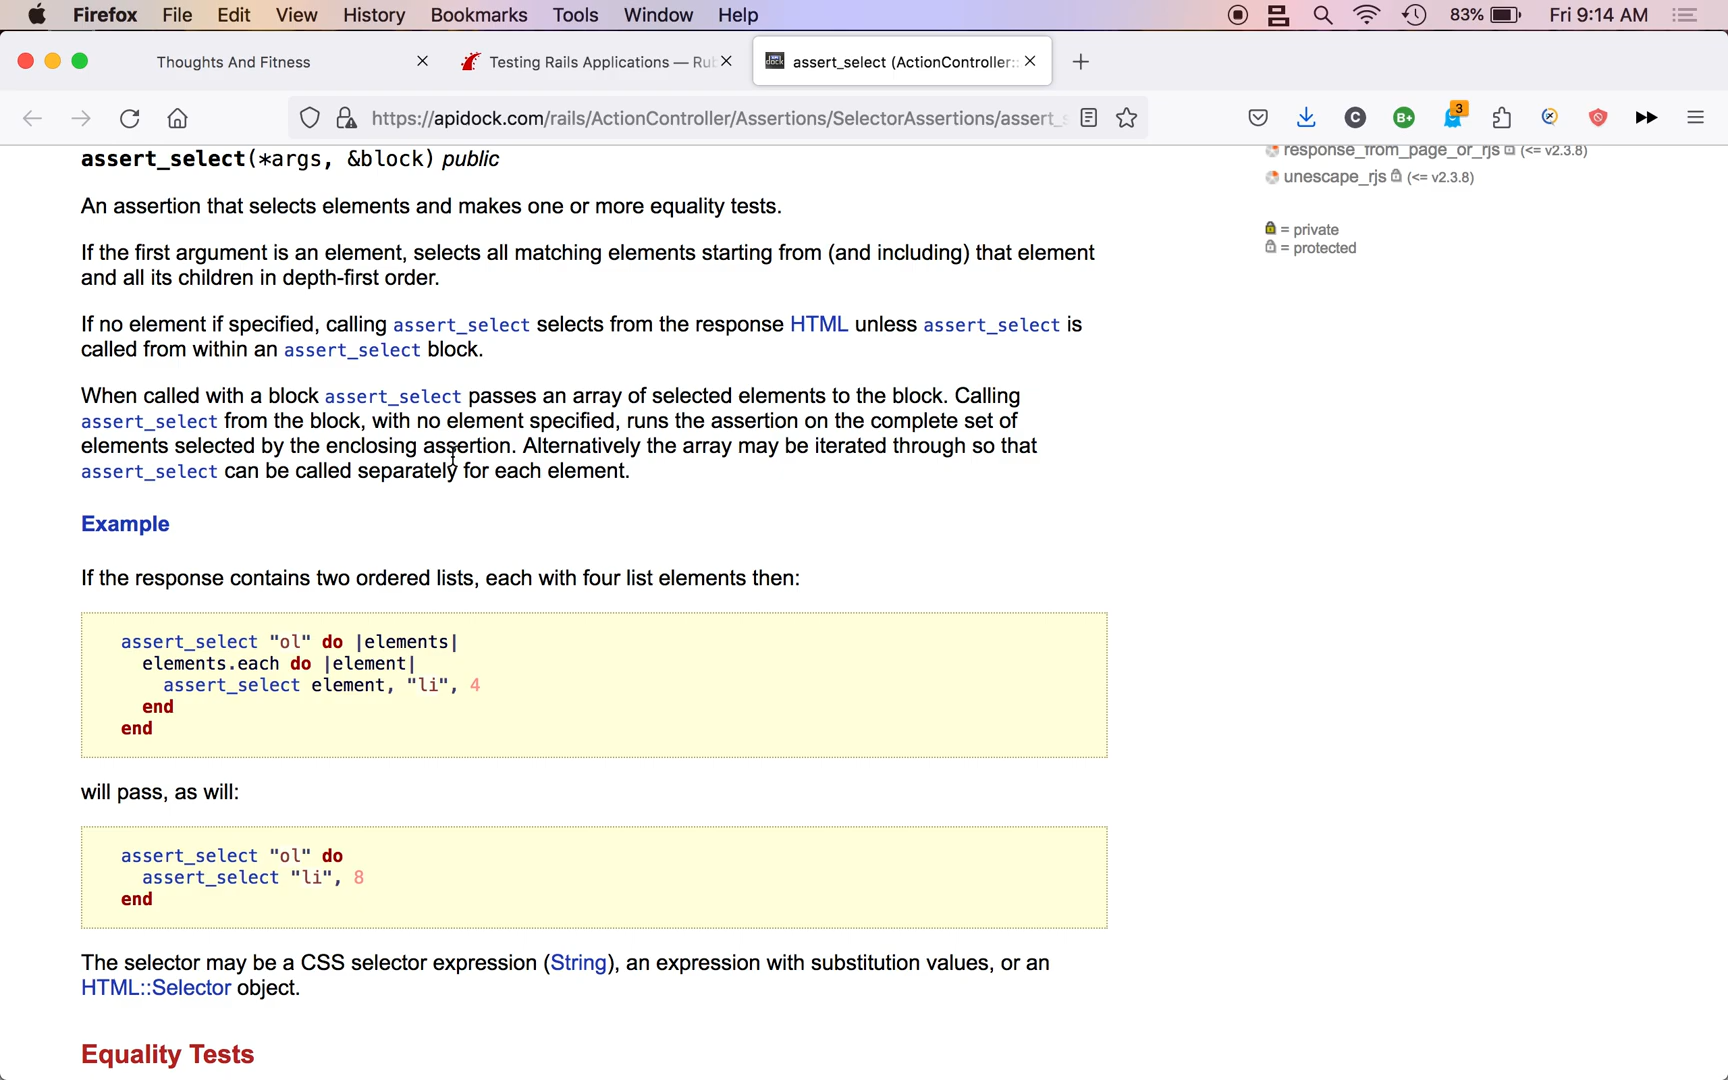 Firefox File Edit View History Bookmarks Tools Window Help 83% Fri 9:14 AM
Thoughts And Fitness
Testing Rails Applications — Ru
assert_select (ActionController::
https://apidock.com/rails/ActionController/Assertions/SelectorAssertions/assert_s
C
B+
3
assert_select(*args, &block) public
An assertion that selects elements and makes one or more equality tests.
If the first argument is an element, selects all matching elements starting from (and including) that element
and all its children in depth-first order.
If no element if specified, calling assert_select selects from the response HTML unless assert_select is
called from within an assert_select block.
When called with a block assert_select passes an array of selected elements to the block. Calling
assert_select from the block, with no element specified, runs the assertion on the complete set of
elements selected by the enclosing assertion. Alternatively the array may be iterated through so that
assert_select can be called separately for each element.
Example
If the response contains two ordered lists, each with four list elements then:
assert_select "ol" do |elements|
elements.each do |element|
assert_select element, "li", 4
end
end
will pass, as will:
assert_select "ol" do
assert_select "li", 8
end
The selector may be a CSS selector expression (String), an expression with substitution values, or an
HTML::Selector object.
Equality Tests
response_from_page_or_rjs (<= v2.3.8)
unescape_rjs (<= v2.3.8)
= private
= protected